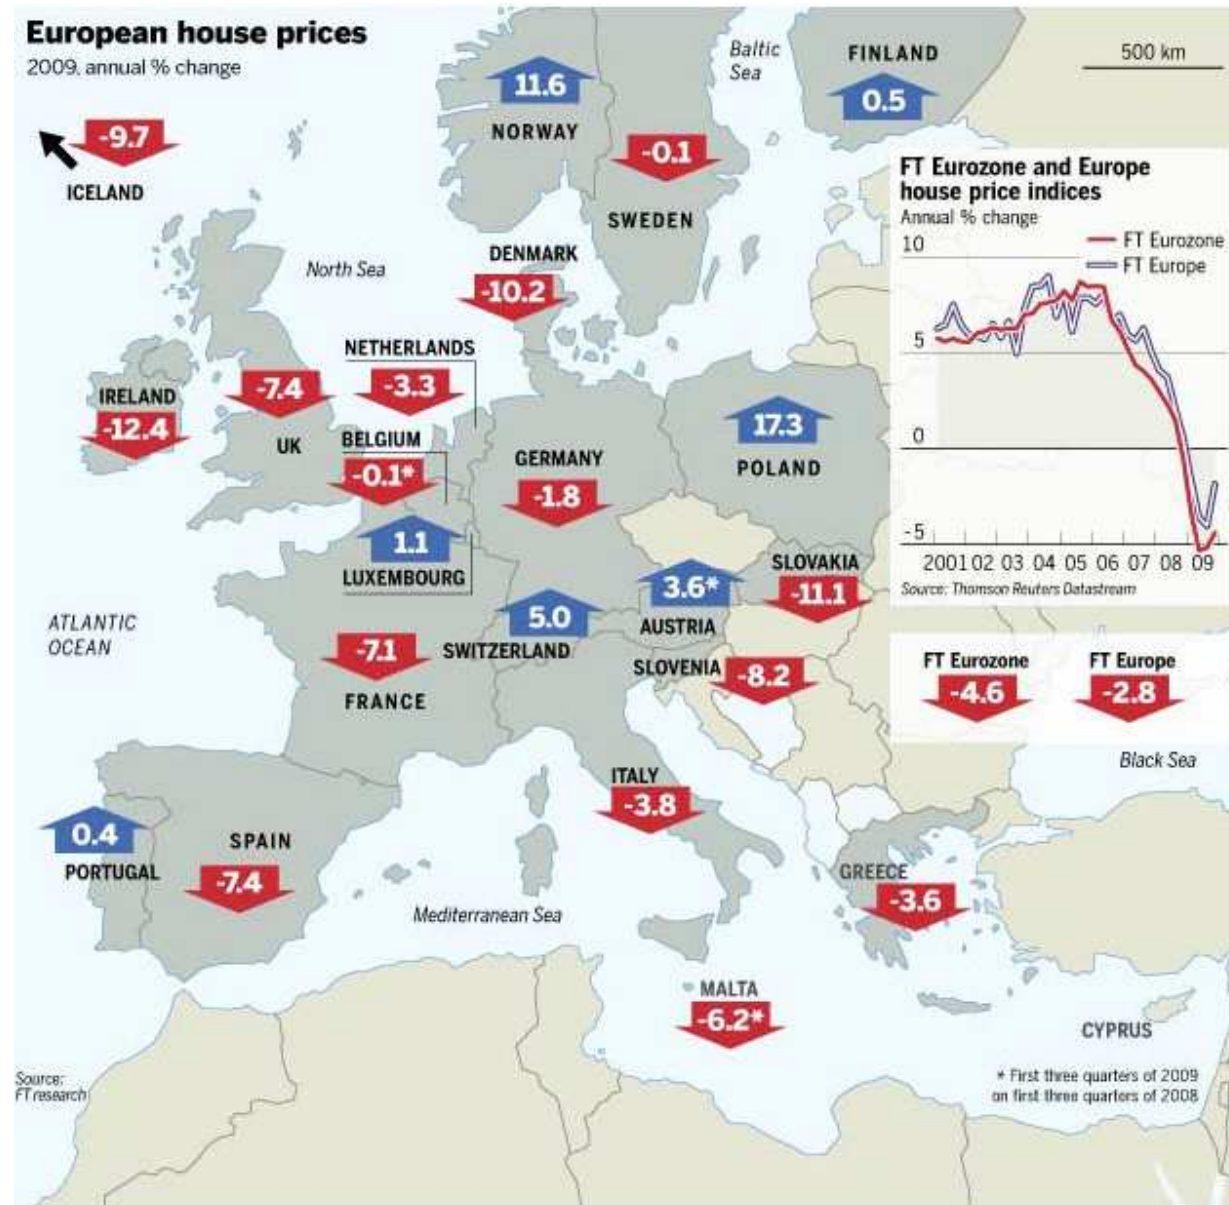 European house prices
2009, annual % change
-9.7
ICELAND
11.6
NORWAY
Baltic
Sea
FINLAND
0.5
500 km
-0.1
SWEDEN
North Sea
DENMARK
-10.2
NETHERLANDS
-3.3
IRELAND
-12.4
-7.4
UK
BELGIUM
-0.1*
GERMANY
-1.8
17.3
POLAND
1.1
LUXEMBOURG
SLOVAKIA
-11.1
3.6*
AUSTRIA
5.0
SWITZERLAND
ATLANTIC
OCEAN
-7.1
FRANCE
SLOVENIA
-8.2
ITALY
-3.8
0.4
PORTUGAL
SPAIN
-7.4
Mediterranean Sea
GREECE
-3.6
MALTA
-6.2*
CYPRUS
Black Sea
FT Eurozone and Europe
house price indices
Annual % change
FT Eurozone
FT Europe
10
5
0
-5
2001 02 03 04 05 06 07 08 09
Source: Thomson Reuters Datastream
FT Eurozone
-4.6
FT Europe
-2.8
Source:
FT research
* First three quarters of 2009
on first three quarters of 2008